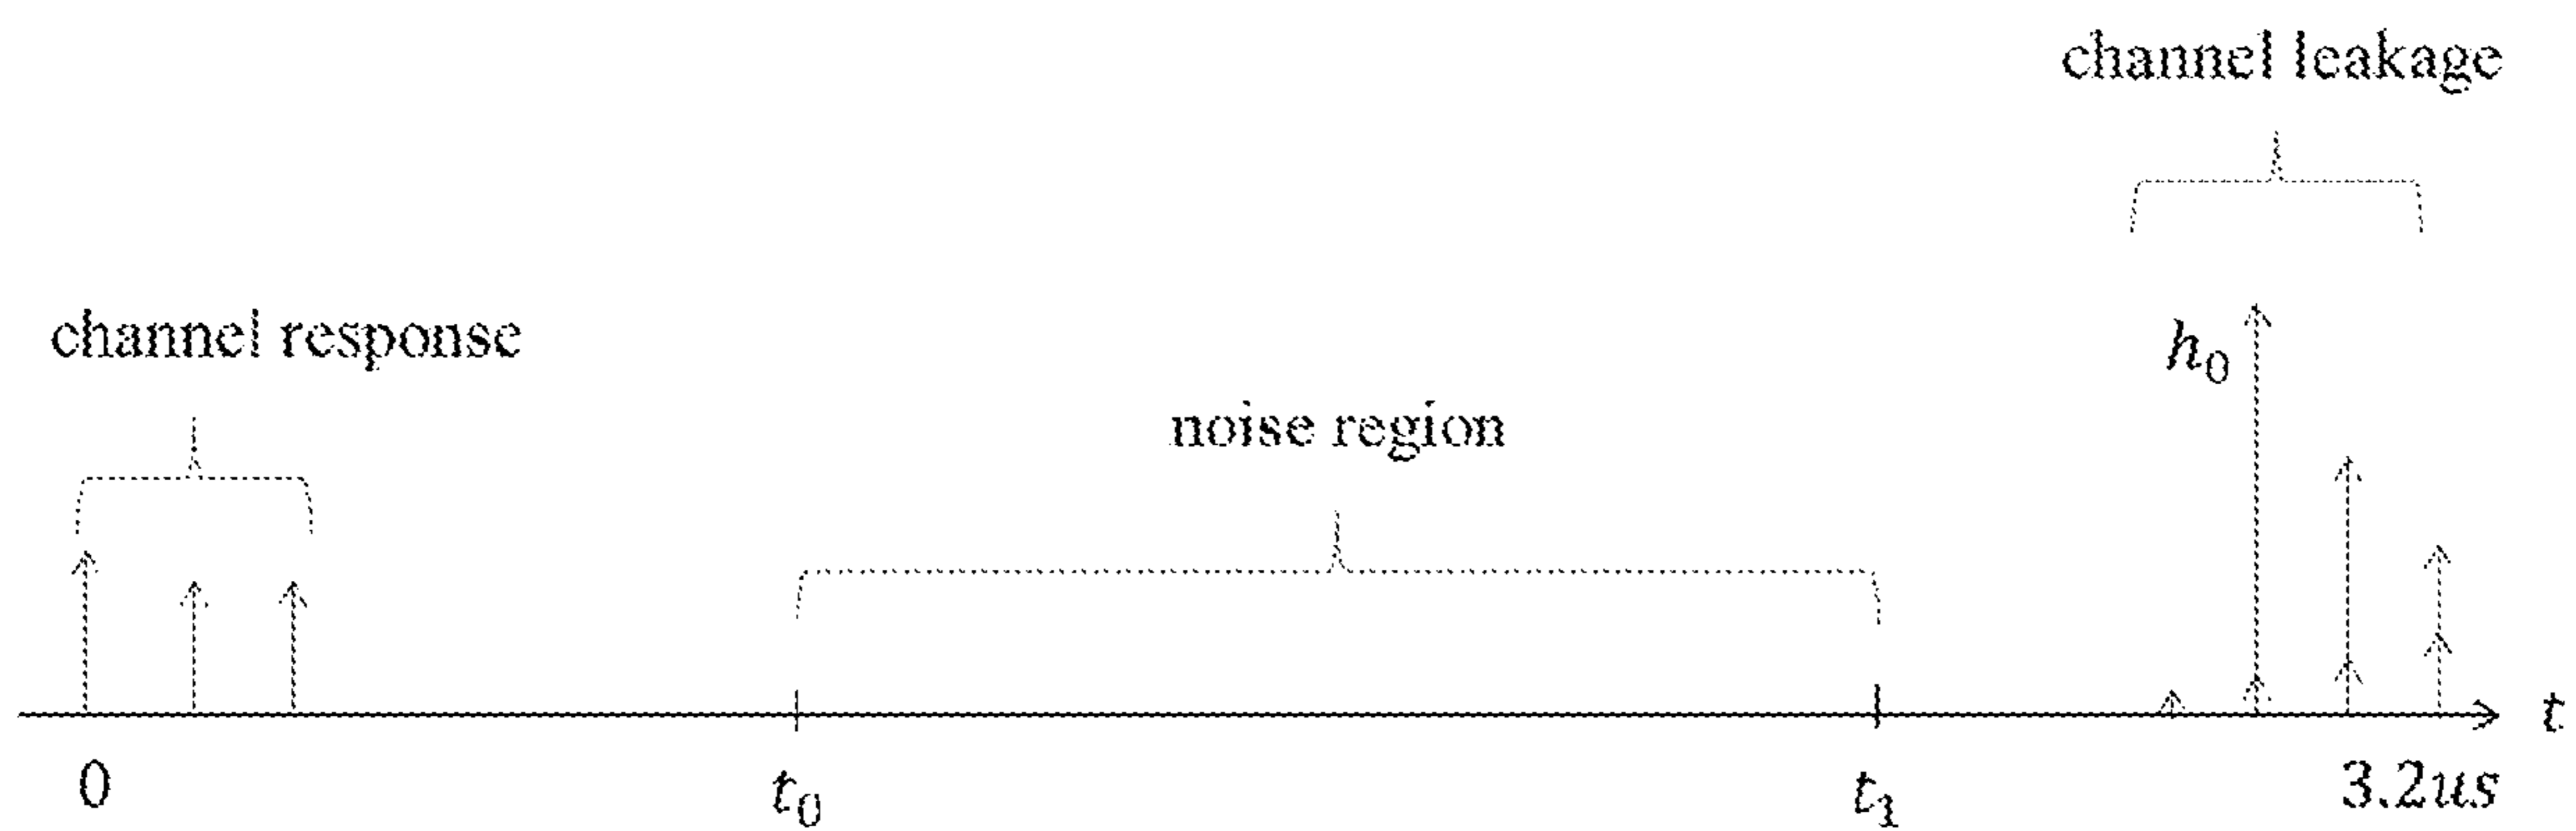 channel leakage
channel response
h₀
noise region
t
0
t₀
t₁
3.2us